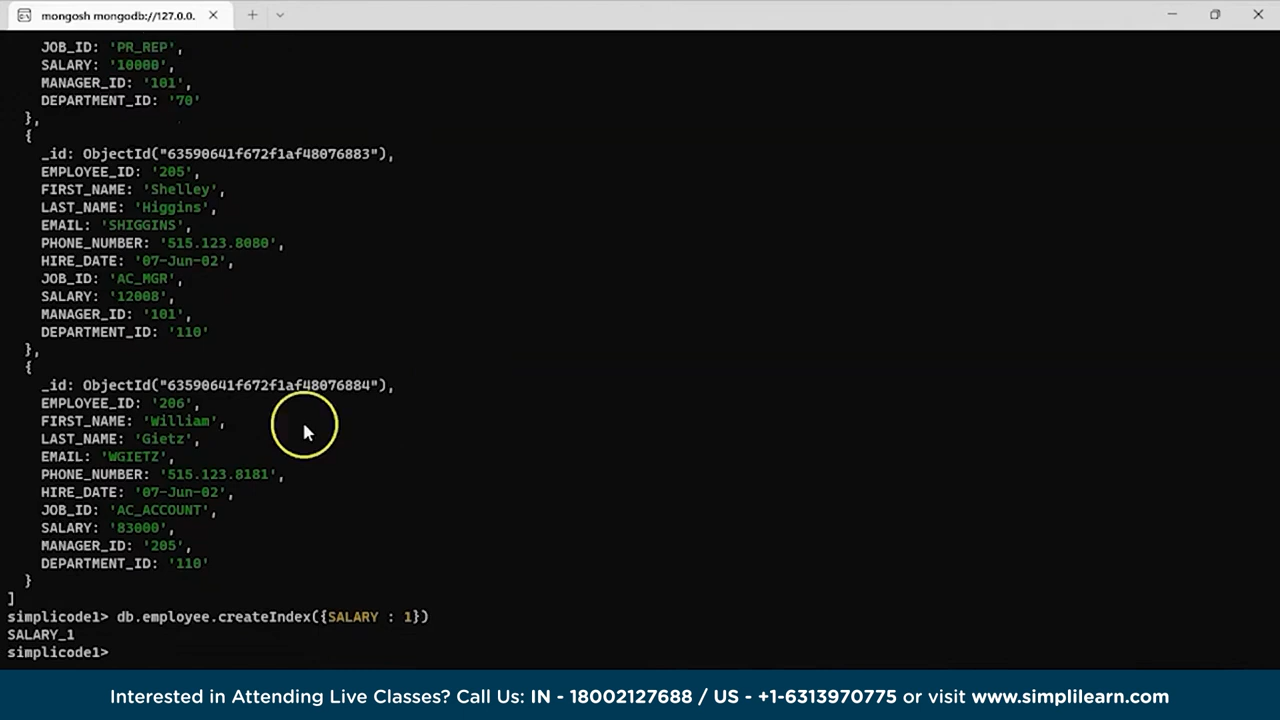 mongosh mongodb://127.0.0.
JOB_ID: 'PR_REP',
SALARY: '10000',
MANAGER_ID: '101',
DEPARTMENT_ID: '70'
},
{
_id: ObjectId("63590641f672f1af48076883"),
EMPLOYEE_ID: '205',
FIRST_NAME: 'Shelley',
LAST_NAME: 'Higgins',
EMAIL: 'SHIGGINS',
PHONE_NUMBER: '515.123.8080',
HIRE_DATE: '07-Jun-02',
JOB_ID: 'AC_MGR',
SALARY: '12008',
MANAGER_ID: '101',
DEPARTMENT_ID: '110'
},
{
_id: ObjectId("63590641f672f1af48076884"),
EMPLOYEE_ID: '206',
FIRST_NAME: 'William',
LAST_NAME: 'Gietz',
EMAIL: 'WGIETZ',
PHONE_NUMBER: '515.123.8181',
HIRE_DATE: '07-Jun-02',
JOB_ID: 'AC_ACCOUNT',
SALARY: '83000',
MANAGER_ID: '205',
DEPARTMENT_ID: '110'
}
]
simplicode1> db.employee.createIndex({SALARY : 1})
SALARY_1
simplicode1>
Interested in Attending Live Classes? Call Us: IN - 18002127688 / US - +1-6313970775 or visit www.simplilearn.com